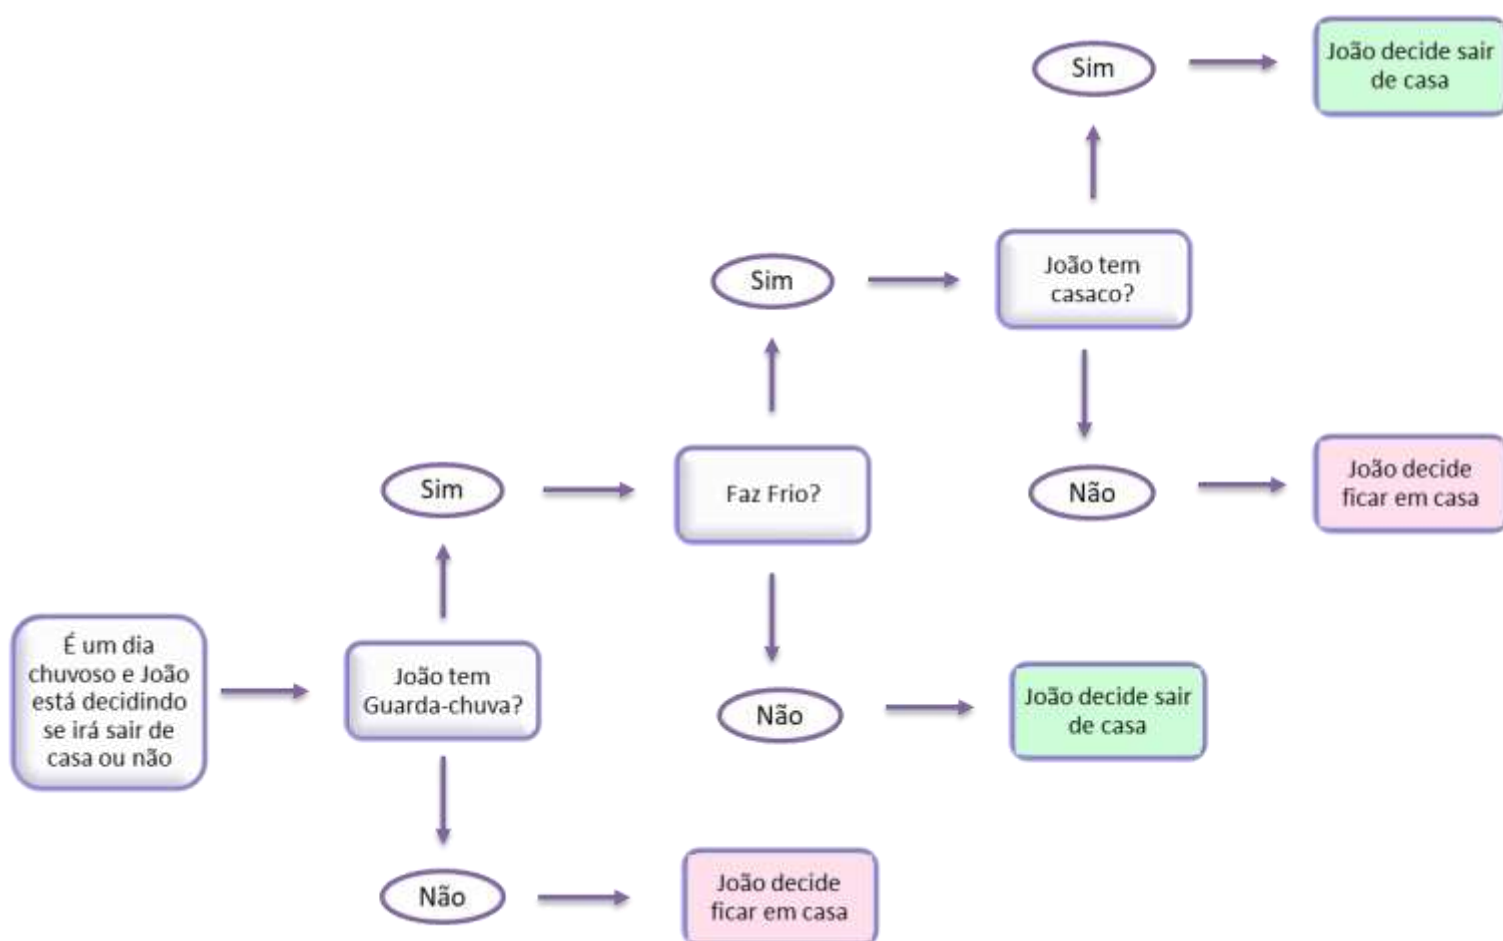 É um dia
chuvoso e João
está decidindo
se irá sair de
casa ou não
João tem
Guarda-chuva?
Sim
Não
João decide
ficar em casa
Faz Frio?
Sim
Não
João decide sair
de casa
João tem
casaco?
Sim
João decide sair
de casa
Não
João decide
ficar em casa